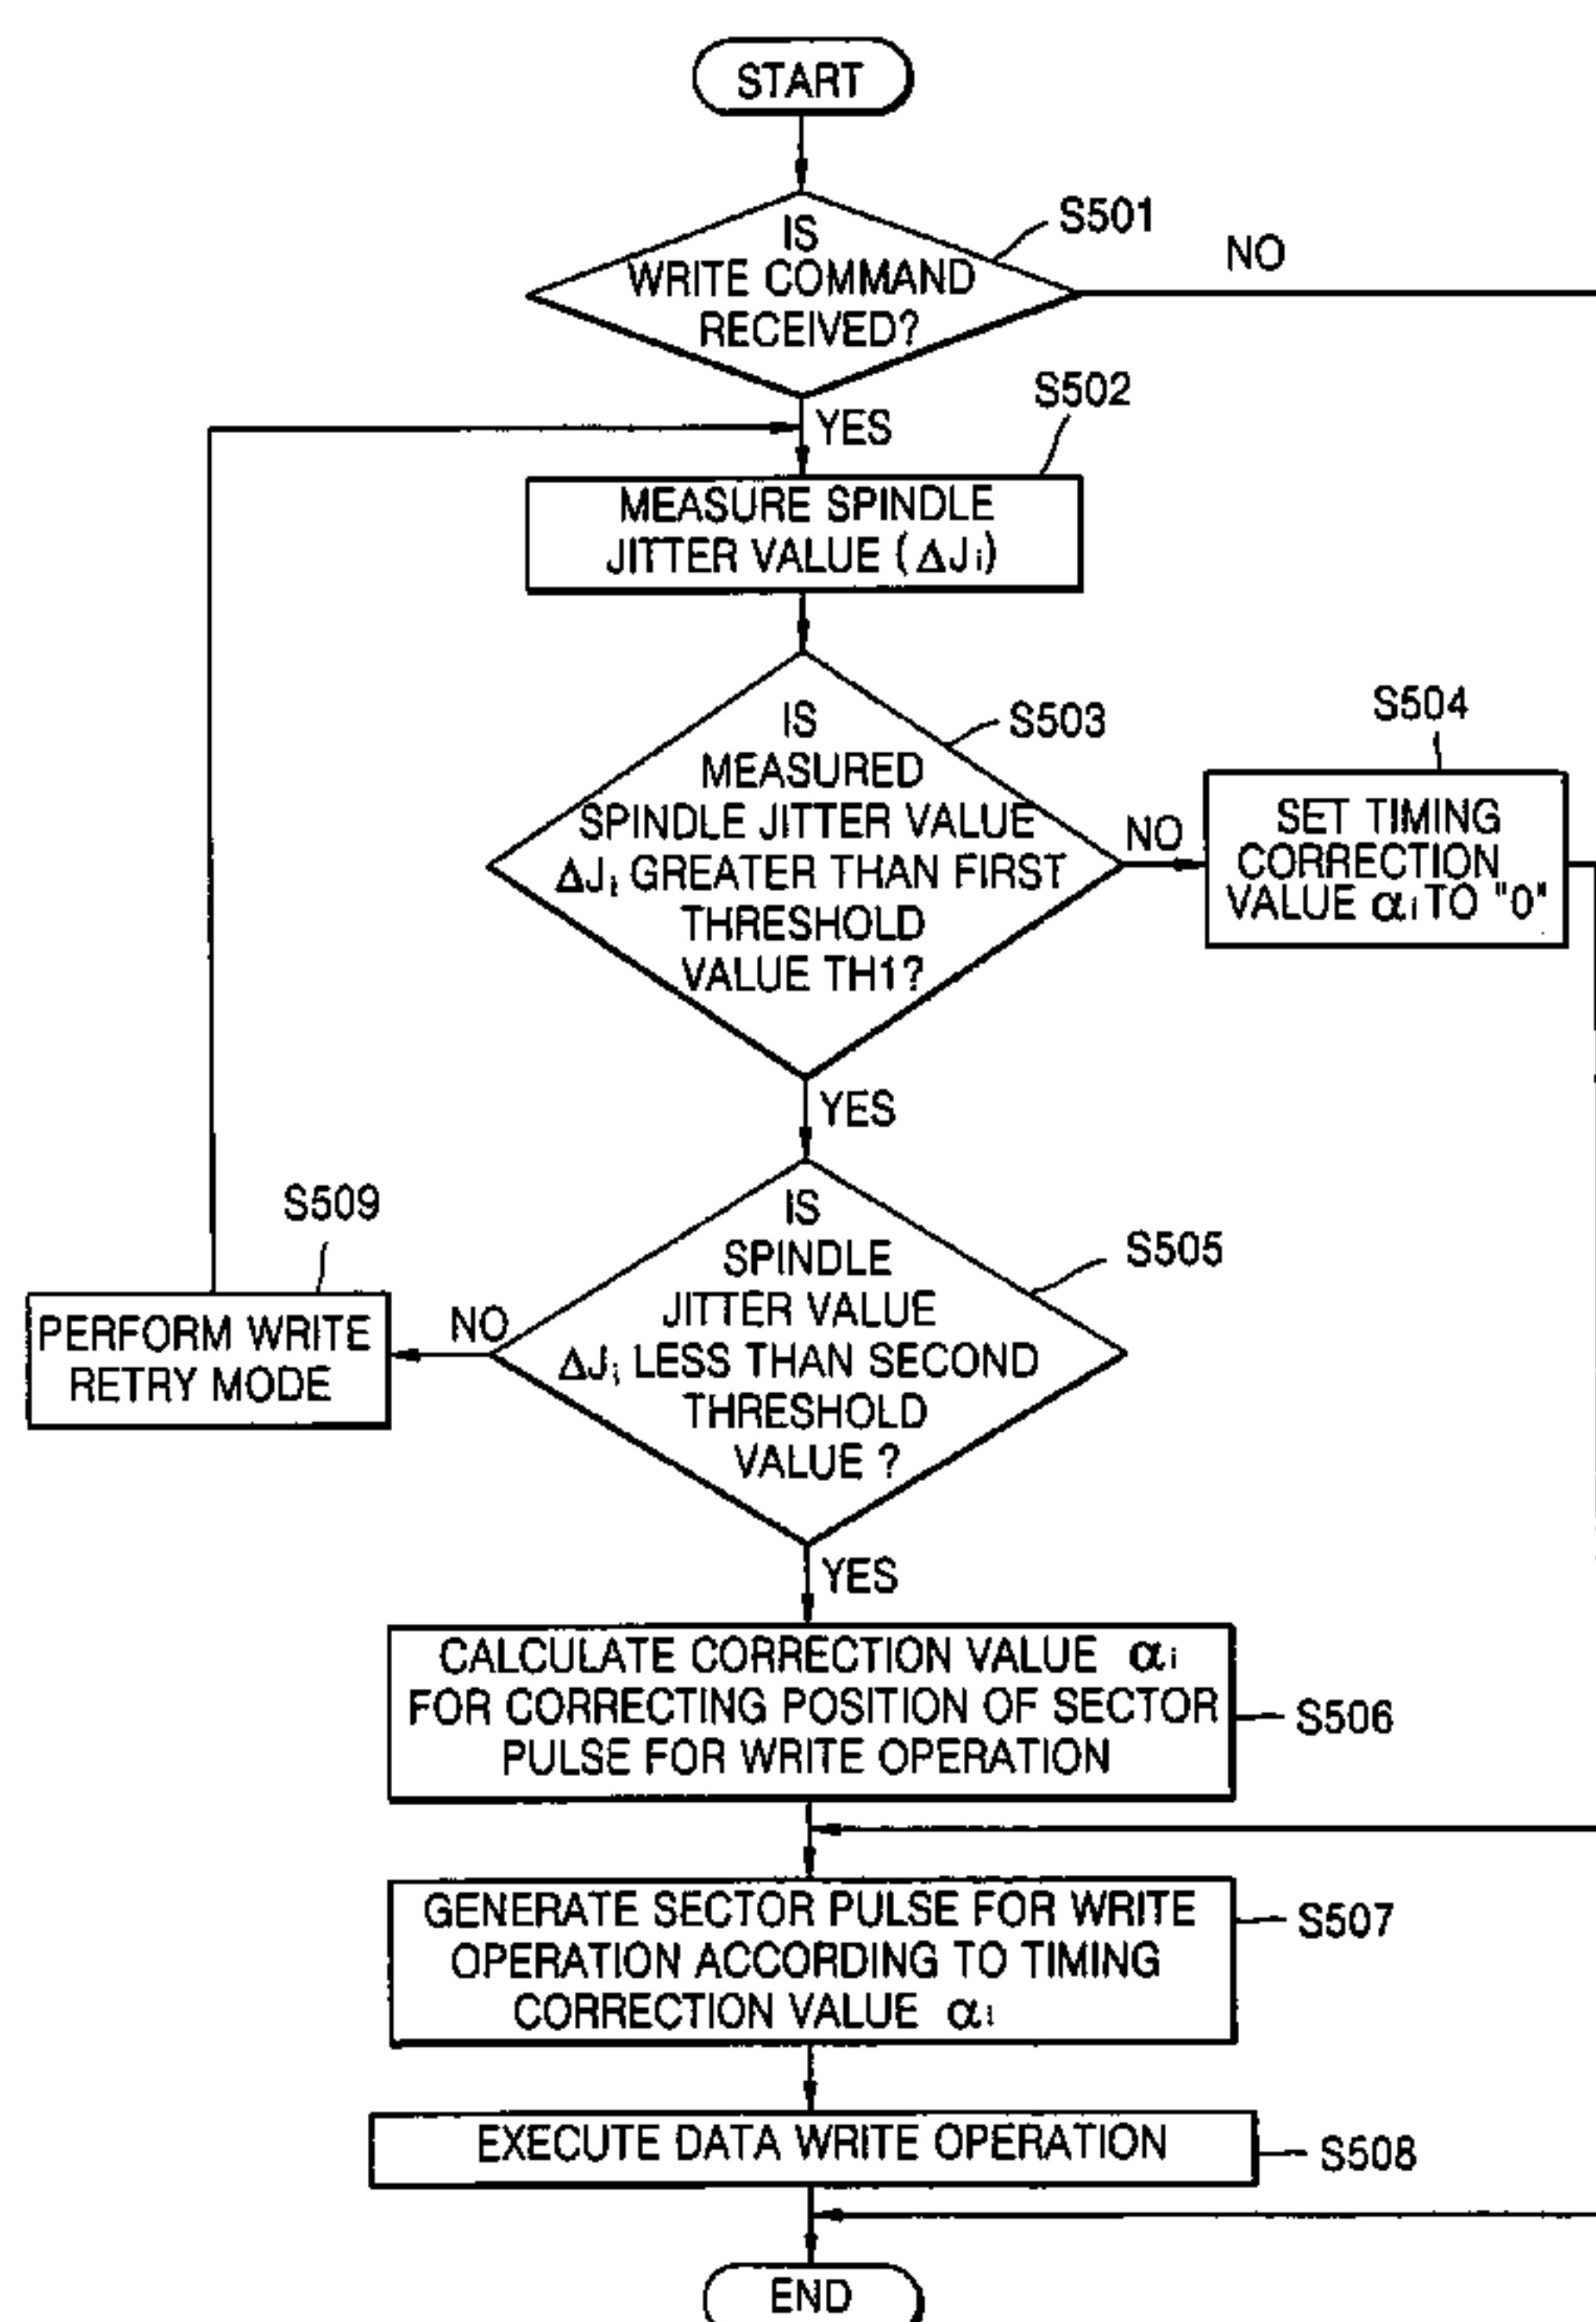 START
IS
WRITE COMMAND
RECEIVED?
S501
NO
YES
S502
MEASURE SPINDLE
JITTER VALUE (ΔJi)
IS
MEASURED
SPINDLE JITTER VALUE
ΔJi GREATER THAN FIRST
THRESHOLD
VALUE TH1?
S503
NO
S504
SET TIMING
CORRECTION
VALUE αi TO "0"
YES
IS
SPINDLE
JITTER VALUE
ΔJi LESS THAN SECOND
THRESHOLD
VALUE ?
S505
NO
S509
PERFORM WRITE
RETRY MODE
YES
CALCULATE CORRECTION VALUE αi
FOR CORRECTING POSITION OF SECTOR
PULSE FOR WRITE OPERATION
S506
GENERATE SECTOR PULSE FOR WRITE
OPERATION ACCORDING TO TIMING
CORRECTION VALUE αi
S507
EXECUTE DATA WRITE OPERATION
S508
END